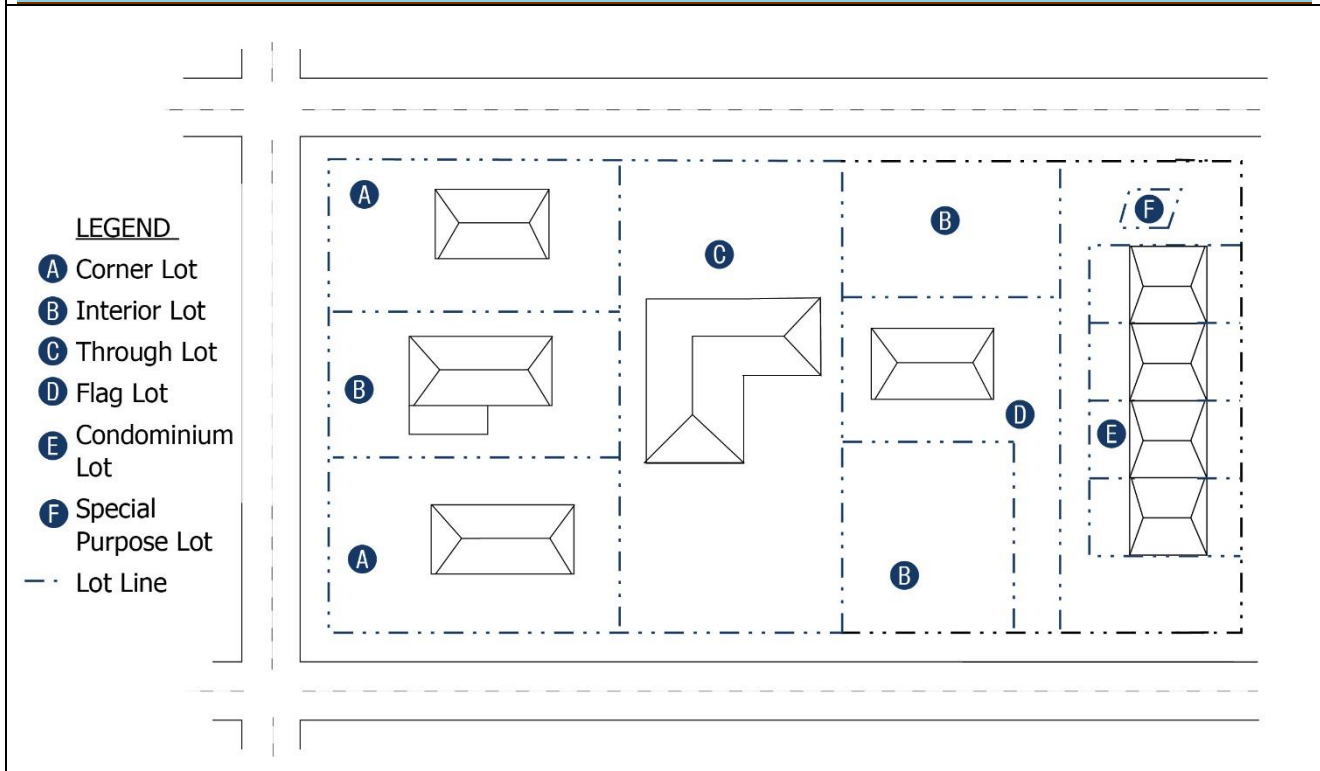 LEGEND
A Corner Lot
B Interior Lot
C Through Lot
D Flag Lot
E Condominium
Lot
F Special
Purpose Lot
Lot Line
A
B
A
C
B
D
B
F
E